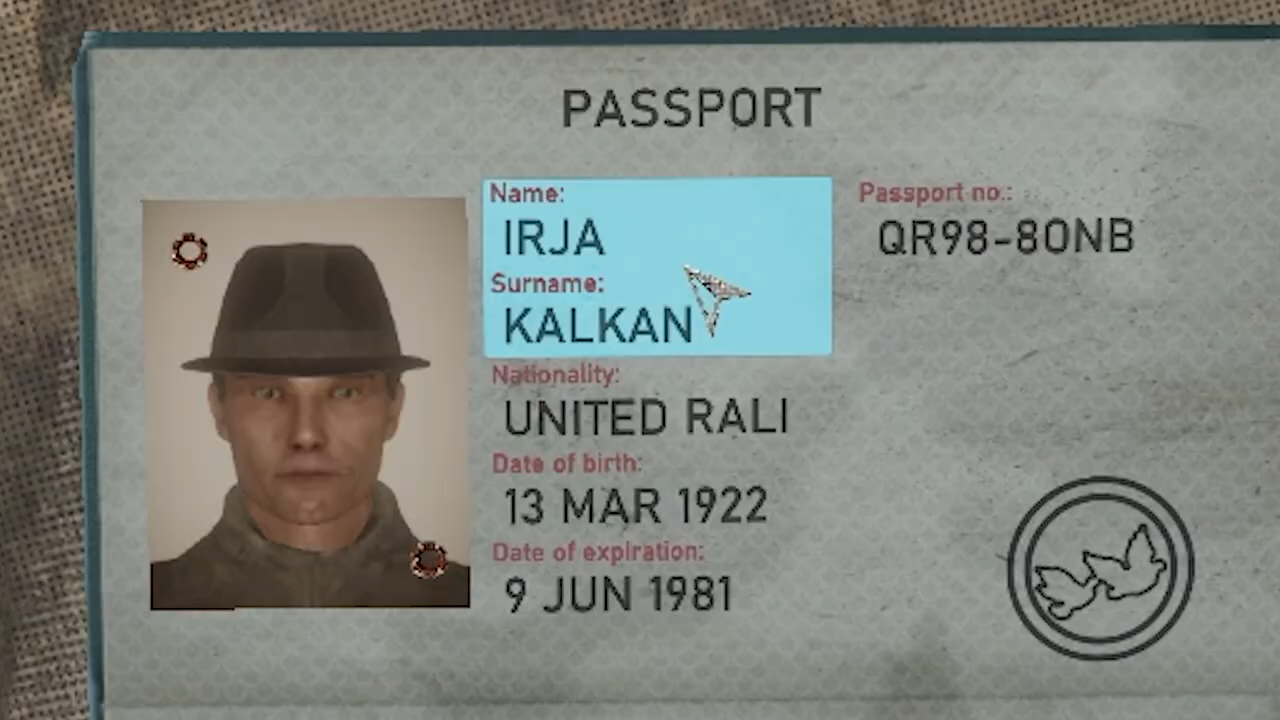 PASSPORT
Name:
IRJA
Surname:
KALKAN
Nationality:
UNITED RALI
Date of birth:
13 MAR 1922
Date of expiration:
9 JUN 1981
Passport no.:
QR98-80NB